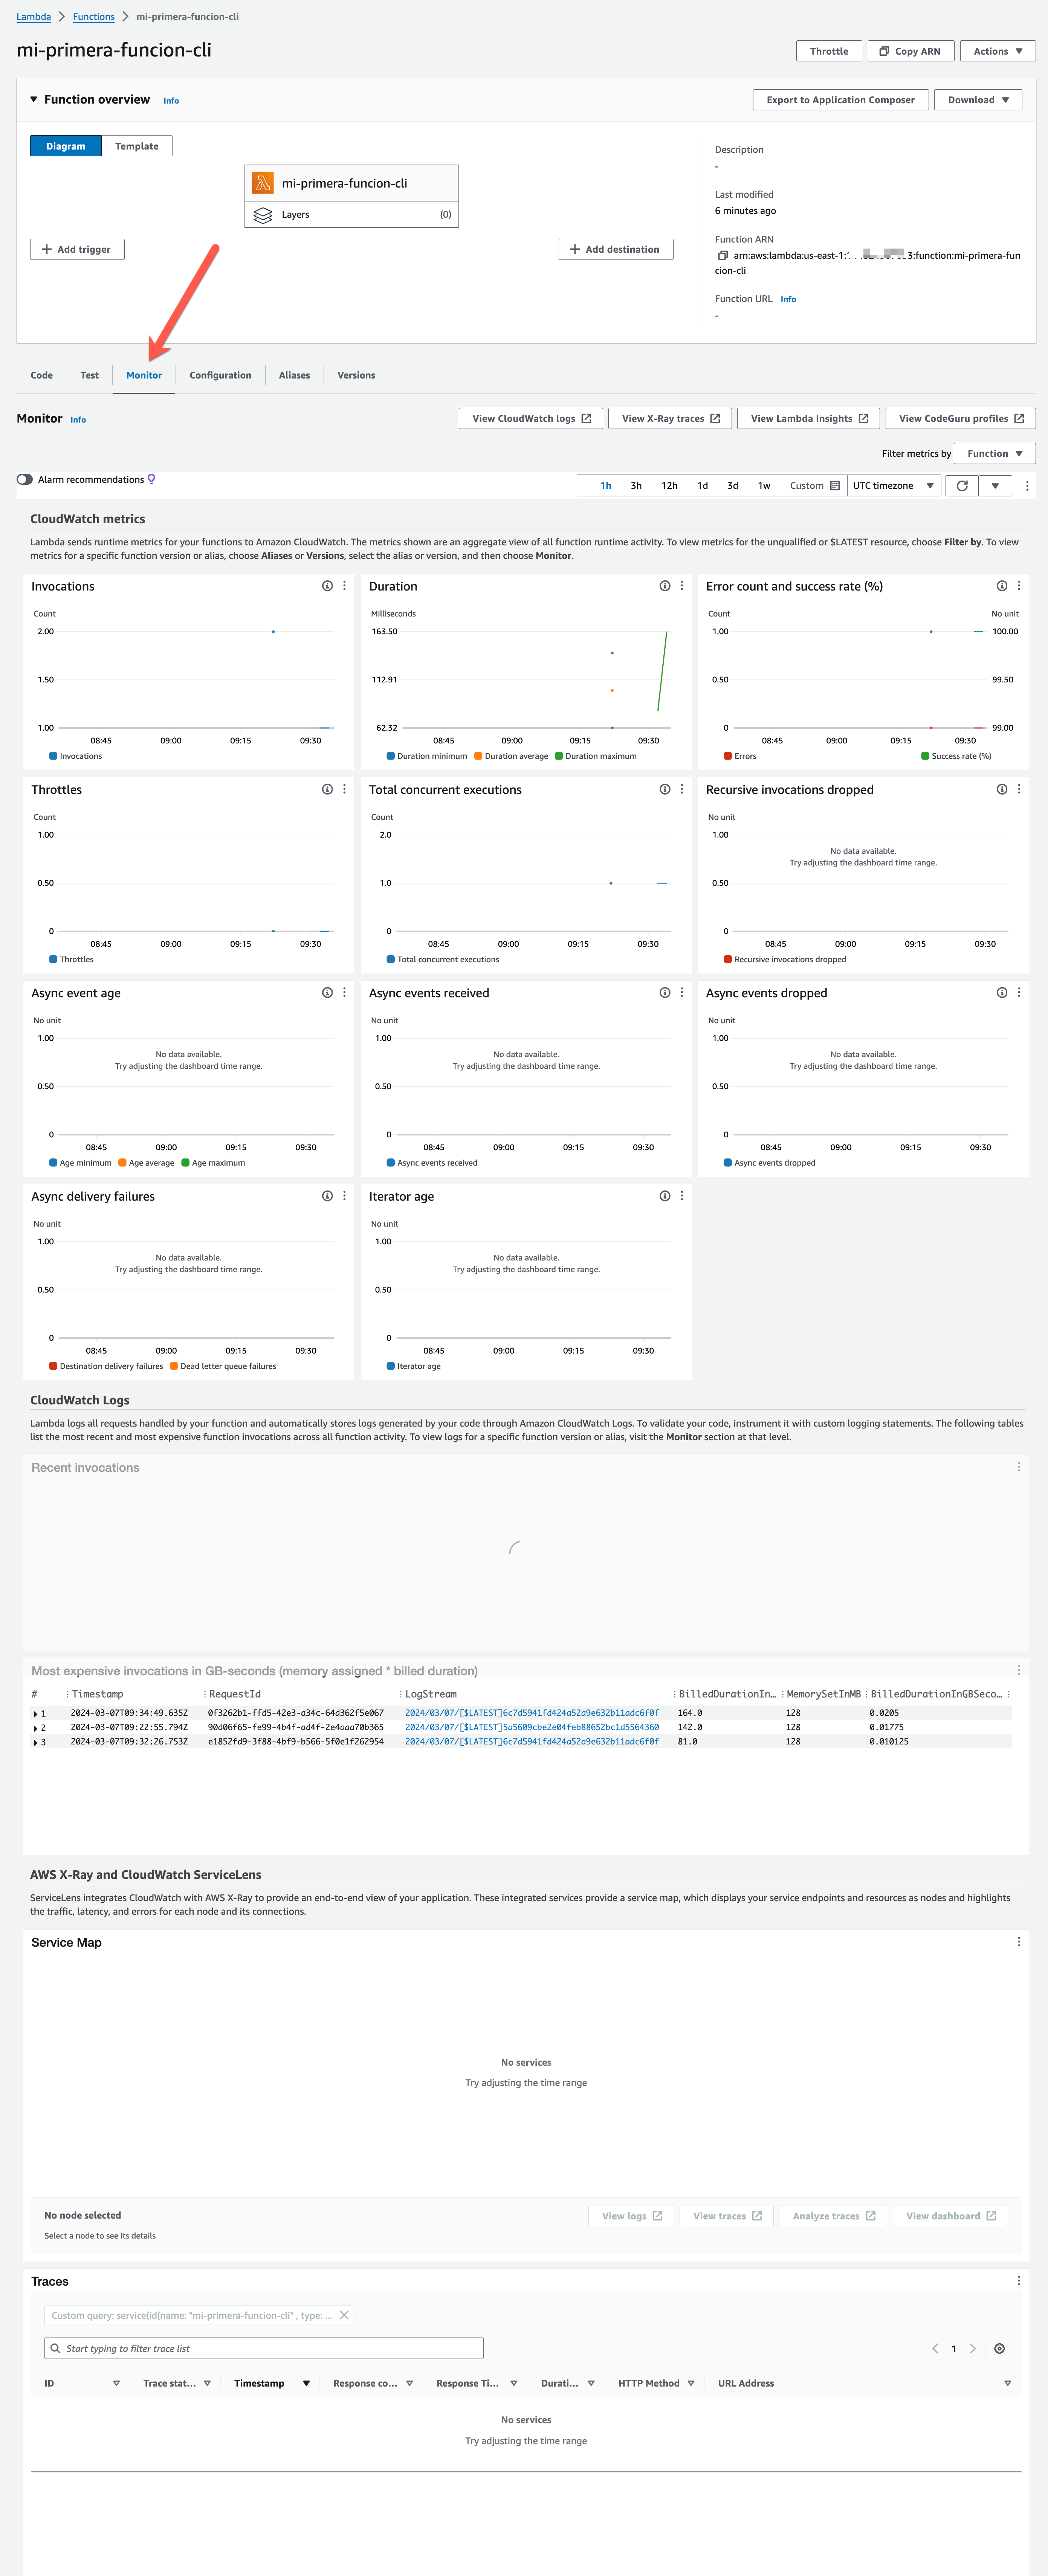 Lambda > Functions > mi-primera-funcion-cli
mi-primera-funcion-cli
Throttle Copy ARN Actions
Function overview Info
Export to Application Composer Download
Diagram Template
mi-primera-funcion-cli
Layers (0)
+ Add trigger
+ Add destination
Description
-
Last modified
6 minutes ago
Function ARN
arn:aws:lambda:us-east-1: 3:function:mi-primera-fun
cion-cli
Function URL Info
-
Code Test Monitor Configuration Aliases Versions
Monitor Info
View CloudWatch logs View X-Ray traces View Lambda Insights View CodeGuru profiles
Filter metrics by Function
Alarm recommendations
1h 3h 12h 1d 3d 1w Custom UTC timezone
CloudWatch metrics
Lambda sends runtime metrics for your functions to Amazon CloudWatch. The metrics shown are an aggregate view of all function runtime activity. To view metrics for the unqualified or $LATEST resource, choose Filter by. To view
metrics for a specific function version or alias, choose Aliases or Versions, select the alias or version, and then choose Monitor.
Invocations
Count
2.00
1.50
1.00
08:45 09:00 09:15 09:30
Invocations
Duration
Milliseconds
163.50
112.91
62.32
08:45 09:00 09:15 09:30
Duration minimum Duration average Duration maximum
Error count and success rate (%)
Count No unit
1.00 100.00
0.50 99.50
0 99.00
08:45 09:00 09:15 09:30
Errors Success rate (%)
Throttles
Count
1.00
0.50
0
08:45 09:00 09:15 09:30
Throttles
Total concurrent executions
Count
2.0
1.0
0
08:45 09:00 09:15 09:30
Total concurrent executions
Recursive invocations dropped
No unit
1.00
No data available.
Try adjusting the dashboard time range.
0.50
0
08:45 09:00 09:15 09:30
Recursive invocations dropped
Async event age
No unit
1.00
No data available.
Try adjusting the dashboard time range.
0.50
0
08:45 09:00 09:15 09:30
Age minimum Age average Age maximum
Async events received
No unit
1.00
No data available.
Try adjusting the dashboard time range.
0.50
0
08:45 09:00 09:15 09:30
Async events received
Async events dropped
No unit
1.00
No data available.
Try adjusting the dashboard time range.
0.50
0
08:45 09:00 09:15 09:30
Async events dropped
Async delivery failures
No unit
1.00
No data available.
Try adjusting the dashboard time range.
0.50
0
08:45 09:00 09:15 09:30
Destination delivery failures Dead letter queue failures
Iterator age
No unit
1.00
No data available.
Try adjusting the dashboard time range.
0.50
0
08:45 09:00 09:15 09:30
Iterator age
CloudWatch Logs
Lambda logs all requests handled by your function and automatically stores logs generated by your code through Amazon CloudWatch Logs. To validate your code, instrument it with custom logging statements. The following tables
list the most recent and most expensive function invocations across all function activity. To view logs for a specific function version or alias, visit the Monitor section at that level.
Recent invocations
Most expensive invocations in GB-seconds (memory assigned * billed duration)
# Timestamp RequestId LogStream BilledDurationIn… MemorySetInMB BilledDurationInGBSeco…
1 2024-03-07T09:34:49.635Z 0f3262b1-ffd5-42e3-a34c-64d362f5e067 2024/03/07/[$LATEST]6c7d5941fd424a52a9e632b11adc6f0f 164.0 128 0.0205
2 2024-03-07T09:22:55.794Z 90d06f65-fe99-4b4f-ad4f-2e4aaa70b365 2024/03/07/[$LATEST]5a5609cbe2e04feb88652bc1d5564360 142.0 128 0.01775
3 2024-03-07T09:32:26.753Z e1852fd9-3f88-4bf9-b566-5f0e1f262954 2024/03/07/[$LATEST]6c7d5941fd424a52a9e632b11adc6f0f 81.0 128 0.010125
AWS X-Ray and CloudWatch ServiceLens
ServiceLens integrates CloudWatch with AWS X-Ray to provide an end-to-end view of your application. These integrated services provide a service map, which displays your service endpoints and resources as nodes and highlights
the traffic, latency, and errors for each node and its connections.
Service Map
No services
Try adjusting the time range
No node selected
Select a node to see its details
View logs View traces Analyze traces View dashboard
Traces
Custom query: service(id(name: "mi-primera-funcion-cli" , type: ...
Start typing to filter trace list
1
ID Trace stat... Timestamp Response co... Response Ti... Durati... HTTP Method URL Address
No services
Try adjusting the time range